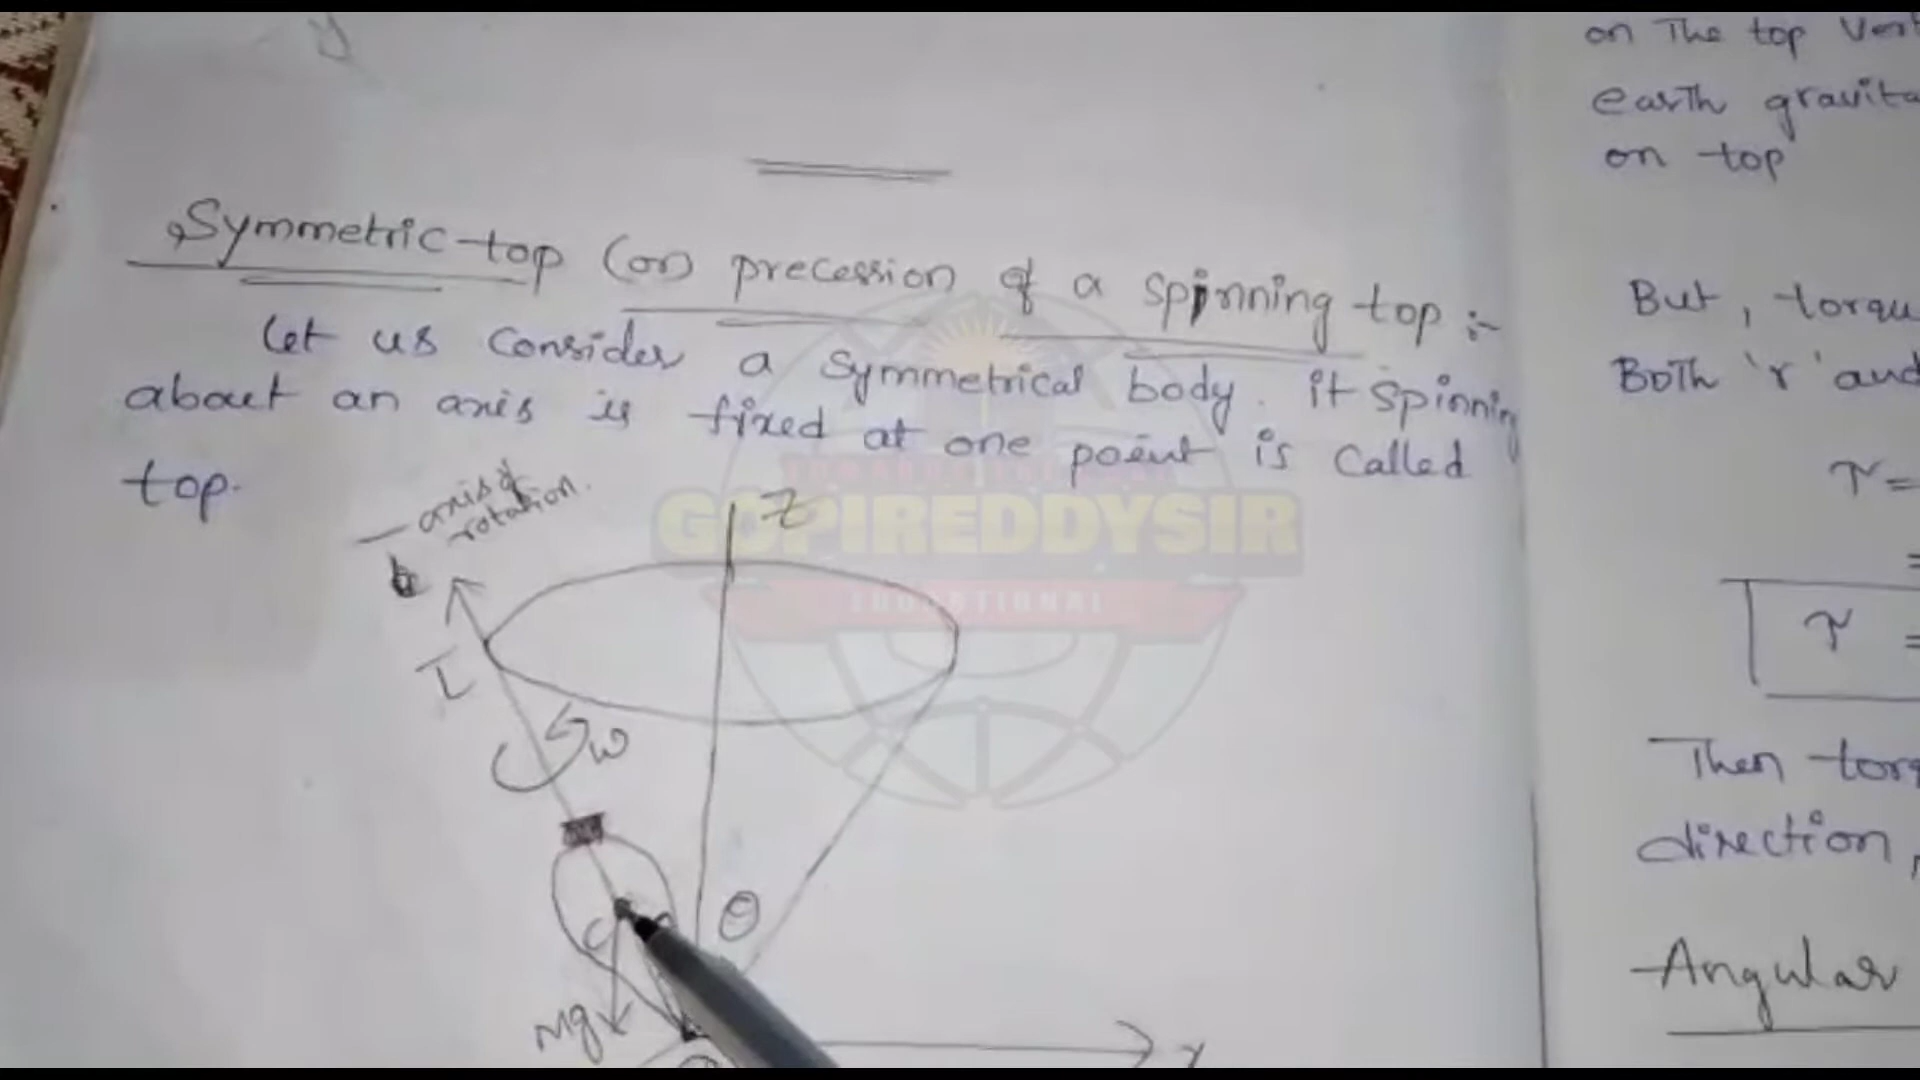 Symmetric top (or) precession of a spinning top :-
Let us consider a symmetrical body. it spinning
about an axis is fixed at one point is called
top.
axis of
rotation.
Z
L
ω
θ
C
Mg
GOPIREDDYSIR
EDUCATIONAL
on The top
earth
on top
But,
Both 'r' and
τ =
=
τ =
Then
direction,
Angular